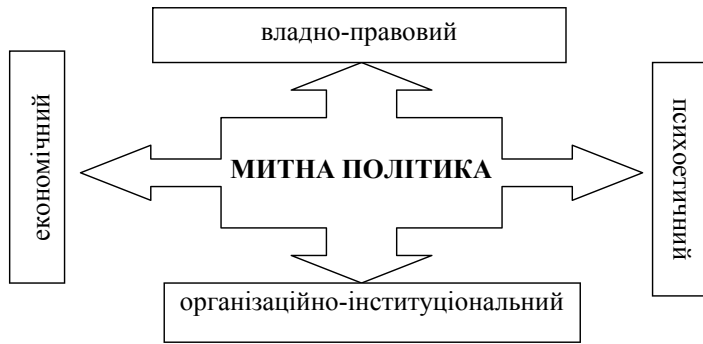 владно-правовий
економічний
МИТНА ПОЛІТИКА
психоетичний
організаційно-інституціональний